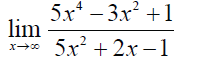 lim x→∞ (5x⁴ − 3x² + 1) / (5x² + 2x − 1)